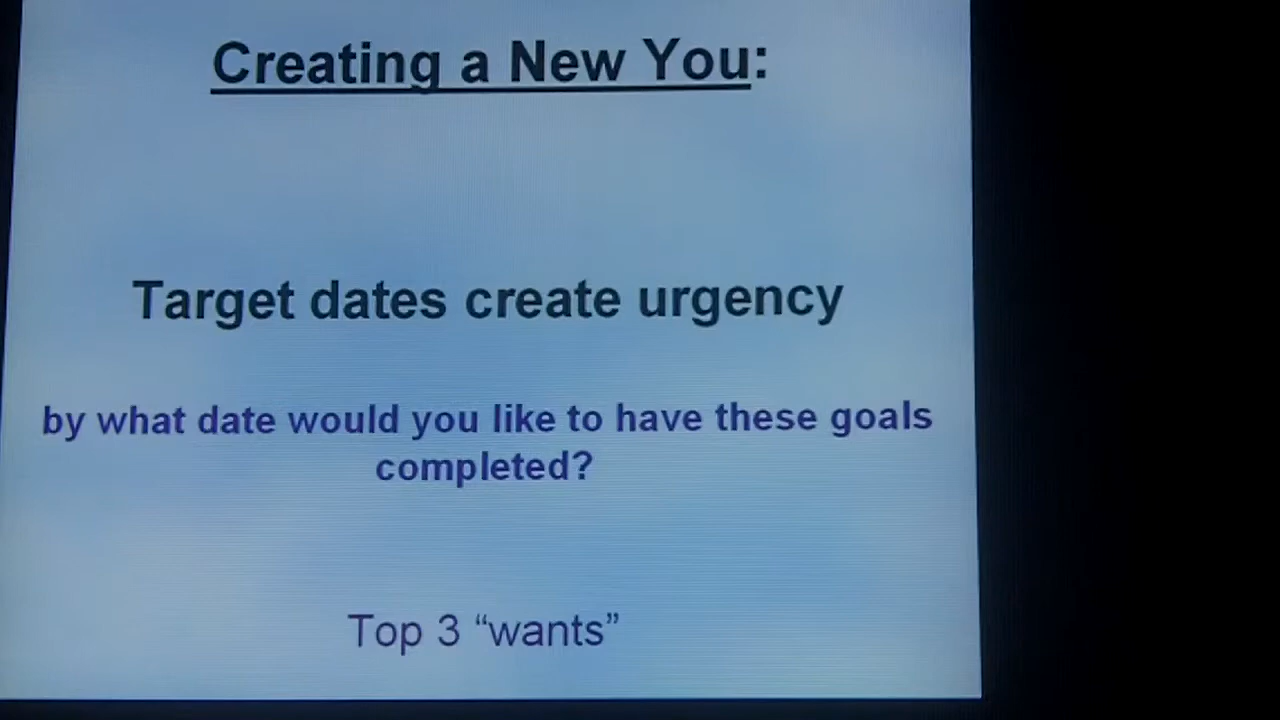 Creating a New You:
Target dates create urgency
by what date would you like to have these goals
completed?
Top 3 “wants”